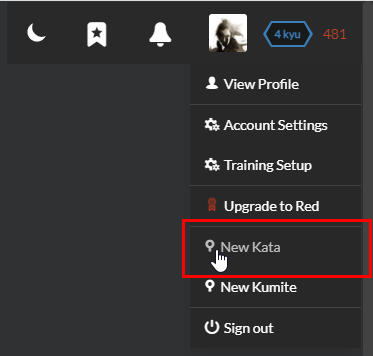 4 kyu 481
View Profile
Account Settings
Training Setup
Upgrade to Red
New Kata
New Kumite
Sign out